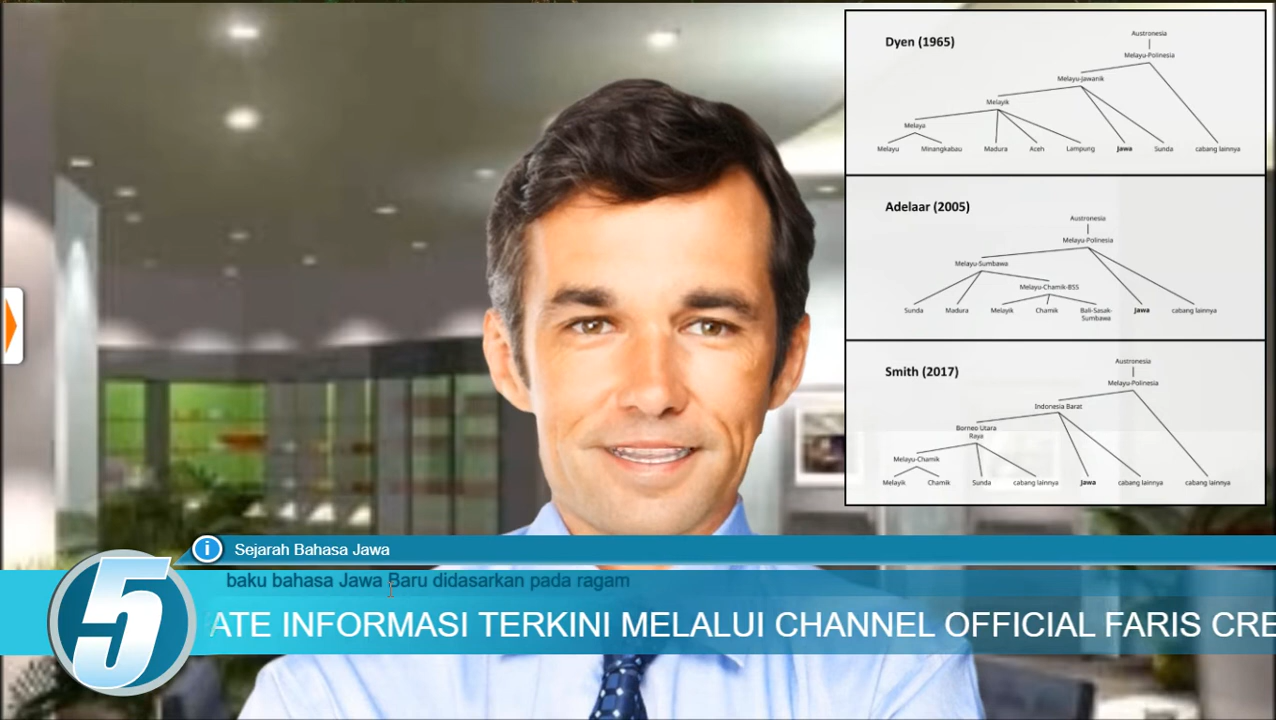 Dyen (1965)
Austronesia
Melayu-Polinesia
Melayu-Jawanik
Melayik
Melaya
Melayu Minangkabau Madura Aceh Lampung Jawa Sunda cabang lainnya
Adelaar (2005)
Austronesia
Melayu-Polinesia
Melayu-Sumbawa
Melayu-Chamik-BSS
Sunda Madura Melayik Chamik Bali-Sasak-
Sumbawa Jawa cabang lainnya
Smith (2017)
Austronesia
Melayu-Polinesia
Indonesia Barat
Borneo Utara
Raya
Melayu-Chamik
Melayik Chamik Sunda cabang lainnya Jawa cabang lainnya cabang lainnya
Sejarah Bahasa Jawa
baku bahasa Jawa Baru didasarkan pada ragam
ATE INFORMASI TERKINI MELALUI CHANNEL OFFICIAL FARIS CRE
5